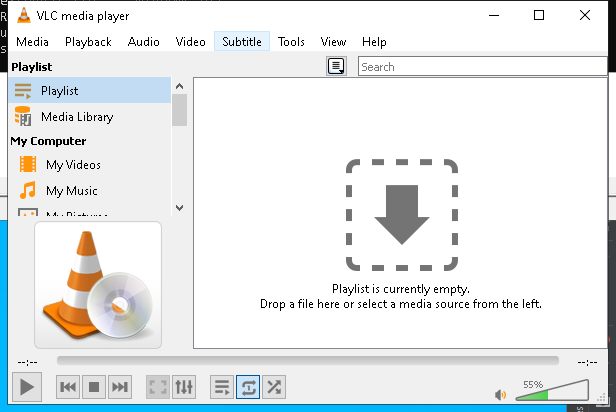 VLC media player
Media Playback Audio Video Subtitle Tools View Help
Playlist
Search
Playlist
Media Library
My Computer
My Videos
My Music
My Pictures
Playlist is currently empty.
Drop a file here or select a media source from the left.
--:-- --:--
55%